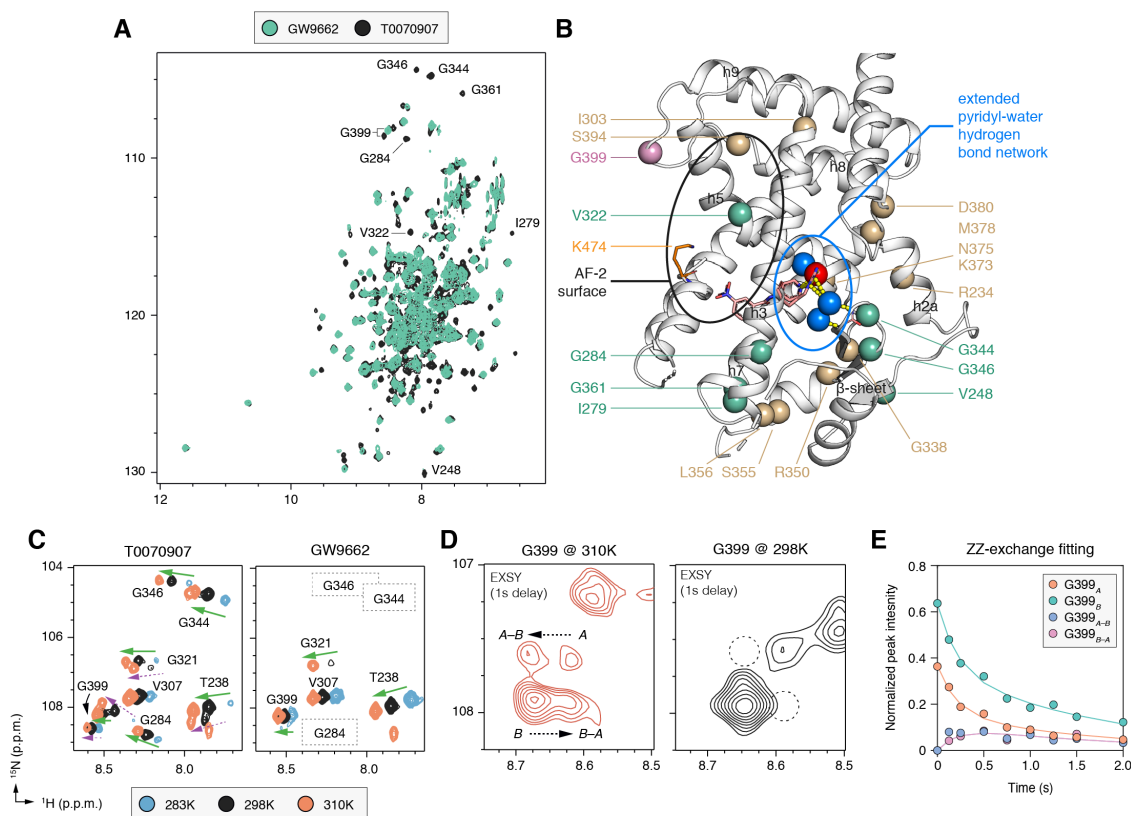 A
GW9662
T0070907
G346
G344
G361
G399
G284
I279
V322
V248
110
120
130
12
10
8
B
h9
extended
pyridyl-water
hydrogen
bond network
I303
S394
G399
h8
h5
V322
D380
M378
K474
N375
K373
AF-2
surface
R234
h3
h2a
G344
G284
G346
h7
G361
β-sheet
V248
I279
G338
L356
S355
R350
C
T0070907
GW9662
104
106
108
G346
G344
G321
V307
G399
T238
G284
8.5
8.0
G346
G344
G321
V307
T238
G399
G284
8.5
8.0
¹⁵N (p.p.m.)
¹H (p.p.m.)
283K
298K
310K
D
G399 @ 310K
G399 @ 298K
107
108
EXSY
(1s delay)
A–B
A
B
B–A
8.7
8.6
8.5
EXSY
(1s delay)
8.7
8.6
8.5
E
ZZ-exchange fitting
Normalized peak intesnity
0.8
0.6
0.4
0.2
0
G399A
G399B
G399A–B
G399B–A
0
0.5
1.0
1.5
2.0
Time (s)